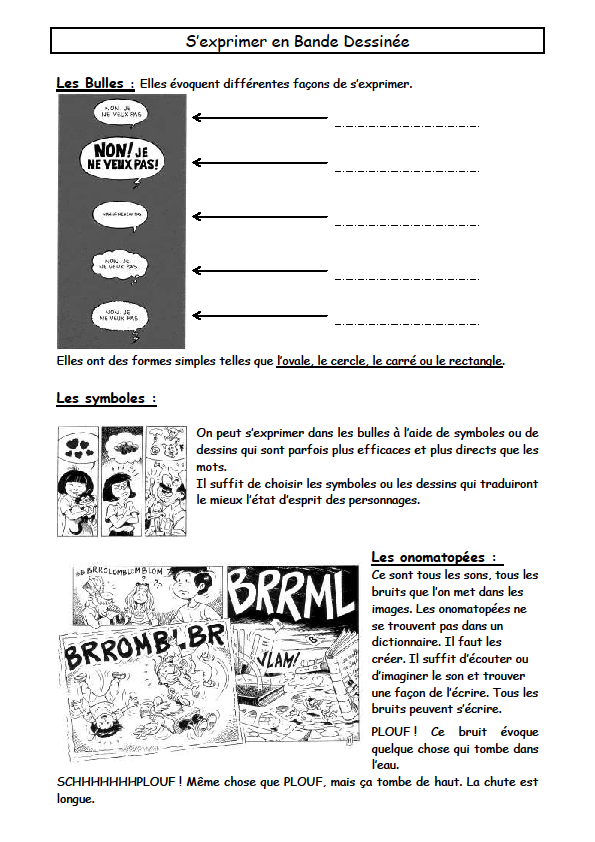 S'exprimer en Bande Dessinée
Les Bulles : Elles évoquent différentes façons de s'exprimer.
NON. JE
NE VEUX PAS
NON! JE
NE VEUX PAS!
NON. JE
NE VEUX PAS.
NON. JE
NE VEUX PAS.
Elles ont des formes simples telles que l'ovale, le cercle, le carré ou le rectangle.
Les symboles :
On peut s'exprimer dans les bulles à l'aide de symboles ou de
dessins qui sont parfois plus efficaces et plus directs que les
mots.
Il suffit de choisir les symboles ou les dessins qui traduiront
le mieux l'état d'esprit des personnages.
BRROLOMBLOMBLOM
?
BRRML
BRROMBLBR
VLAM!
Les onomatopées :
Ce sont tous les sons, tous les
bruits que l'on met dans les
images. Les onomatopées ne
se trouvent pas dans un
dictionnaire. Il faut les
créer. Il suffit d'écouter ou
d'imaginer le son et trouver
une façon de l'écrire. Tous les
bruits peuvent s'écrire.
PLOUF ! Ce bruit évoque
quelque chose qui tombe dans
l'eau.
SCHHHHHHHPLOUF ! Même chose que PLOUF, mais ça tombe de haut. La chute est
longue.